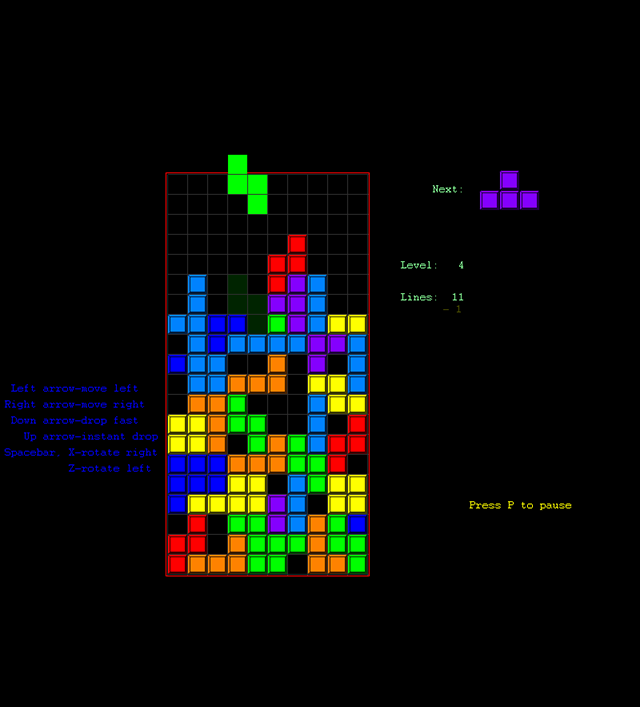 Next:
Level: 4
Lines: 11
- 1
Left arrow-move left
Right arrow-move right
Down arrow-drop fast
Up arrow-instant drop
Spacebar, X-rotate right
Z-rotate left
Press P to pause